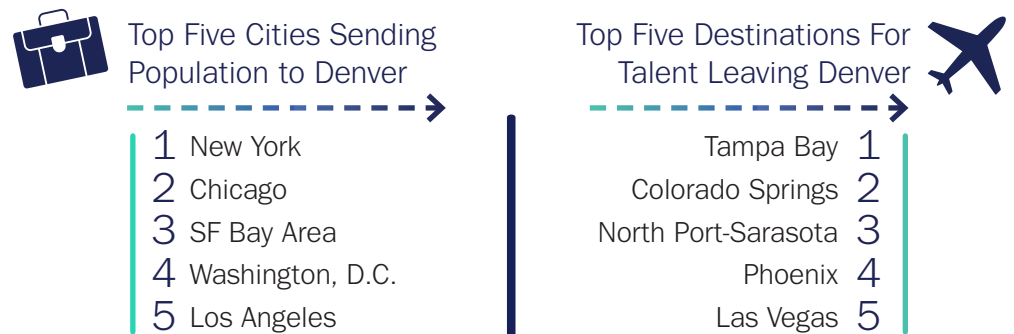 Top Five Cities Sending
Population to Denver
1 New York
2 Chicago
3 SF Bay Area
4 Washington, D.C.
5 Los Angeles
Top Five Destinations For
Talent Leaving Denver
Tampa Bay 1
Colorado Springs 2
North Port-Sarasota 3
Phoenix 4
Las Vegas 5